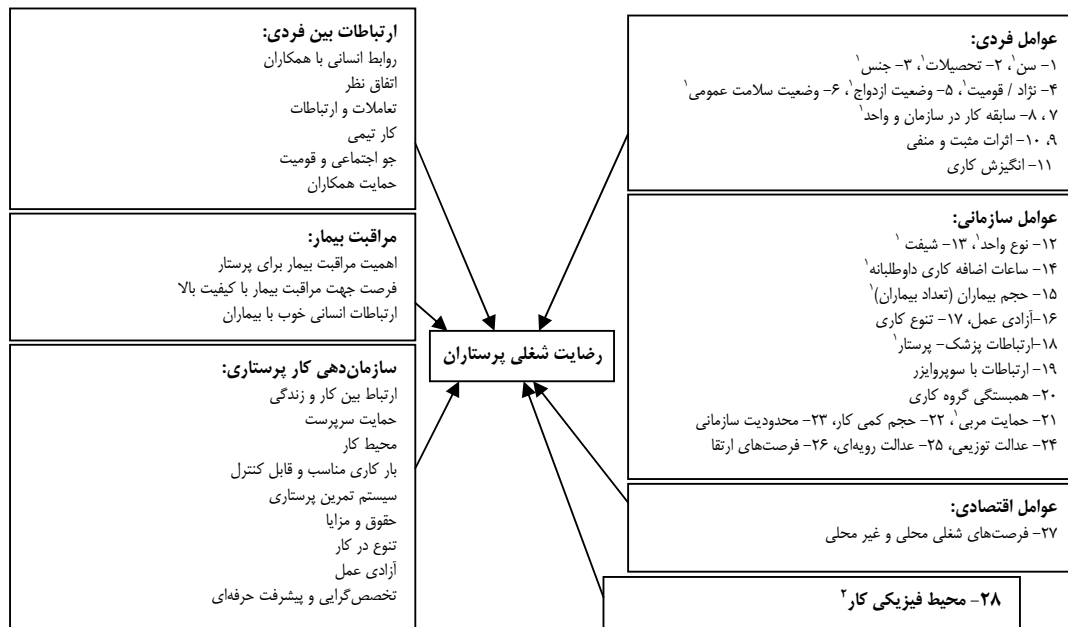 عوامل فردی:
۱- سن۱، ۲- تحصیلات۱، ۳- جنس۱
۴- نژاد / قومیت۱، ۵- وضعیت ازدواج۱، ۶- وضعیت سلامت عمومی۱
۷ ،۸- سابقه کار در سازمان و واحد۱
۹، ۱۰- اثرات مثبت و منفی
۱۱- انگیزش کاری
عوامل سازمانی:
۱۲- نوع واحد۱، ۱۳- شیفت ۱
۱۴- ساعات اضافه کاری داوطلبانه۱
۱۵- حجم بیماران (تعداد بیماران)۱
۱۶-آزادی عمل، ۱۷- تنوع کاری
۱۸-ارتباطات پزشک- پرستار۱
۱۹- ارتباطات با سوپروایزر
۲۰- همبستگی گروه کاری
۲۱- حمایت مربی۱، ۲۲- حجم کمی کار، ۲۳- محدودیت سازمانی
۲۴- عدالت توزیعی، ۲۵- عدالت رویه‌ای، ۲۶- فرصت‌های ارتقا
عوامل اقتصادی:
۲۷- فرصت‌های شغلی محلی و غیر محلی
۲۸- محیط فیزیکی کار۲
رضایت شغلی پرستاران
ارتباطات بین فردی:
روابط انسانی با همکاران
اتفاق نظر
تعاملات و ارتباطات
کار تیمی
جو اجتماعی و قومیت
حمایت همکاران
مراقبت بیمار:
اهمیت مراقبت بیمار برای پرستار
فرصت جهت مراقبت بیمار با کیفیت بالا
ارتباطات انسانی خوب با بیماران
سازمان‌دهی کار پرستاری:
ارتباط بین کار و زندگی
حمایت سرپرست
محیط کار
بار کاری مناسب و قابل کنترل
سیستم تمرین پرستاری
حقوق و مزایا
تنوع در کار
آزادی عمل
تخصص‌گرایی و پیشرفت حرفه‌ای